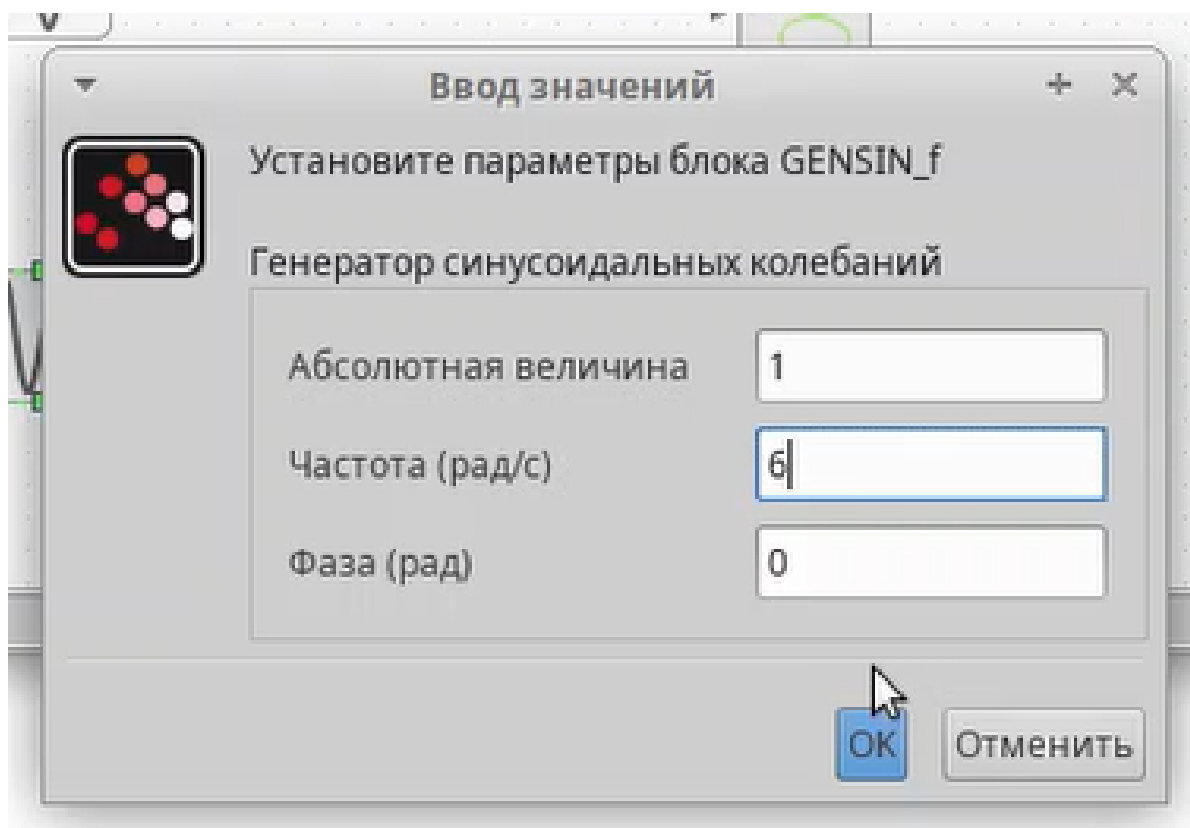 Ввод значений
Установите параметры блока GENSIN_f
Генератор синусоидальных колебаний
Абсолютная величина 1
Частота (рад/с) 6
Фаза (рад) 0
ОК Отменить